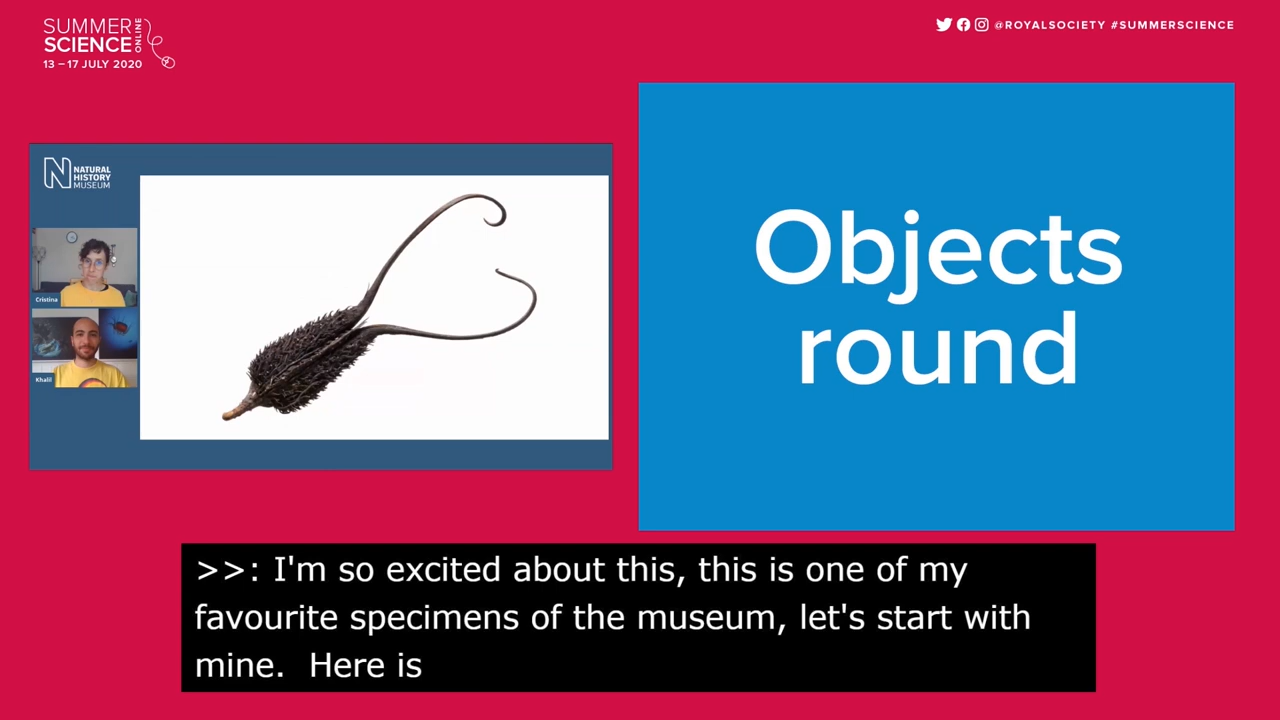 SUMMER
SCIENCE
ONLINE
13 – 17 JULY 2020
@ROYALSOCIETY #SUMMERSCIENCE
NATURAL
HISTORY
MUSEUM
Cristina
Khalil
Objects
round
>>: I'm so excited about this, this is one of my
favourite specimens of the museum, let's start with
mine.  Here is